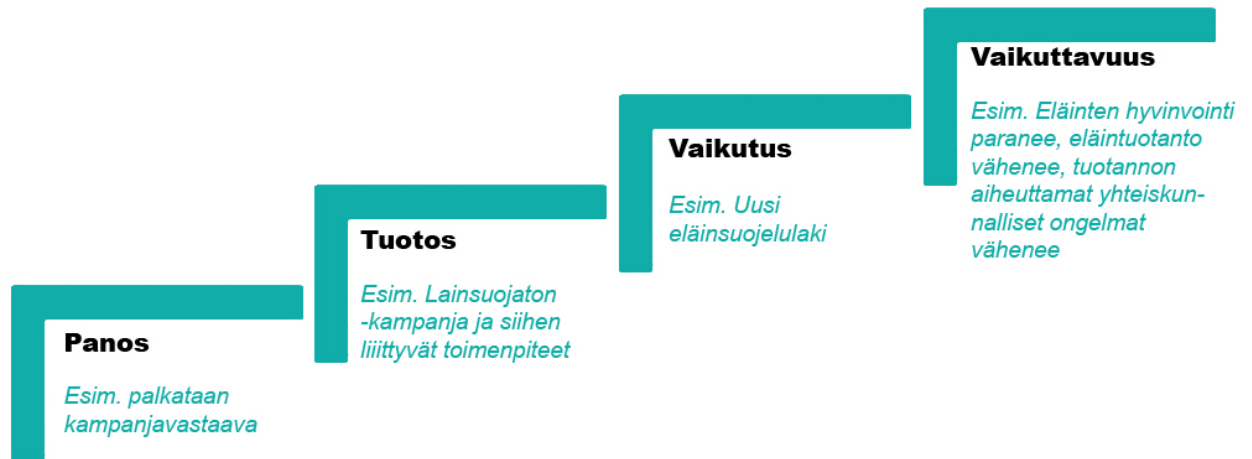 Panos
Esim. palkataan
kampanjavastaava
Tuotos
Esim. Lainsuojaton
-kampanja ja siihen
liiittyvät toimenpiteet
Vaikutus
Esim. Uusi
eläinsuojelulaki
Vaikuttavuus
Esim. Eläinten hyvinvointi
paranee, eläintuotanto
vähenee, tuotannon
aiheuttamat yhteiskun-
nalliset ongelmat
vähenee